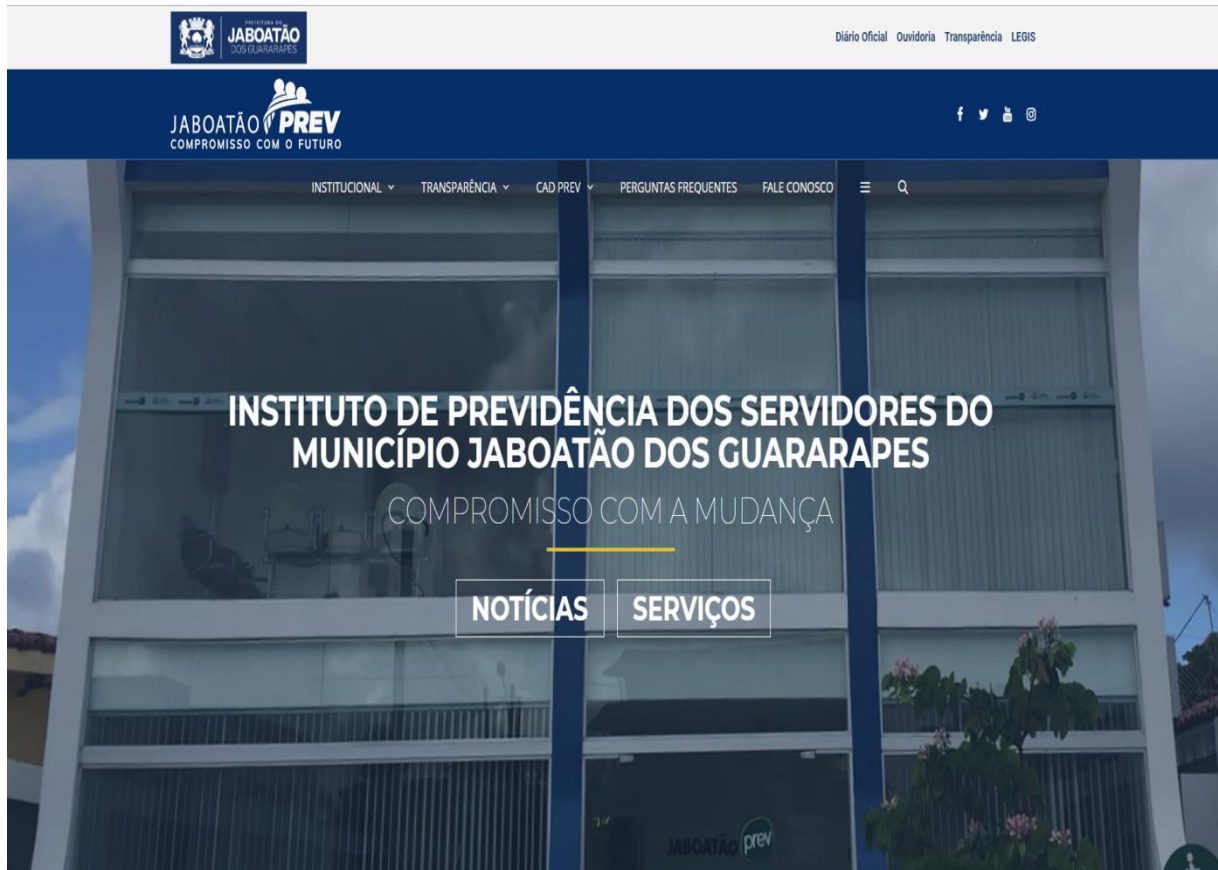 PREFEITURA DO
JABOATÃO
DOS GUARARAPES
Diário Oficial Ouvidoria Transparência LEGIS
JABOATÃO PREV
COMPROMISSO COM O FUTURO
INSTITUCIONAL TRANSPARÊNCIA CAD PREV PERGUNTAS FREQUENTES FALE CONOSCO
INSTITUTO DE PREVIDÊNCIA DOS SERVIDORES DO
MUNICÍPIO JABOATÃO DOS GUARARAPES
COMPROMISSO COM A MUDANÇA
NOTÍCIAS SERVIÇOS
JABOATÃO prev